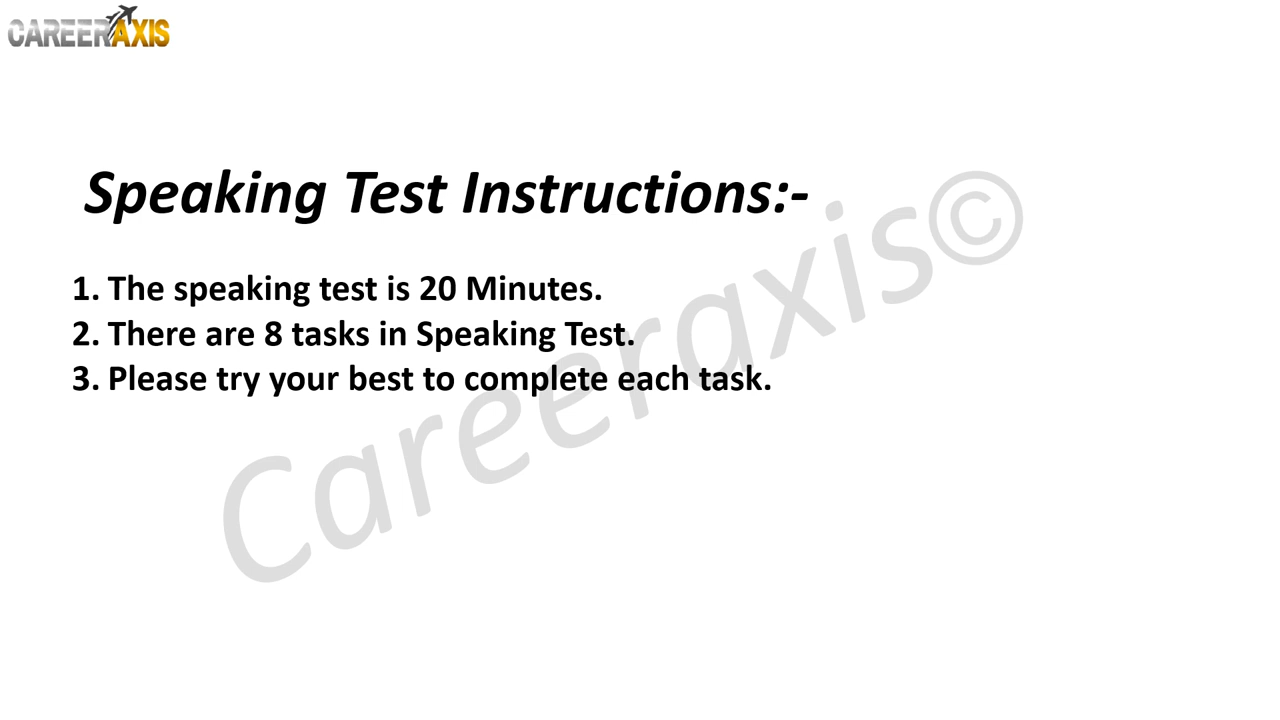 CAREERAXIS
Speaking Test Instructions:-
1. The speaking test is 20 Minutes.
2. There are 8 tasks in Speaking Test.
3. Please try your best to complete each task.
Careeraxis©